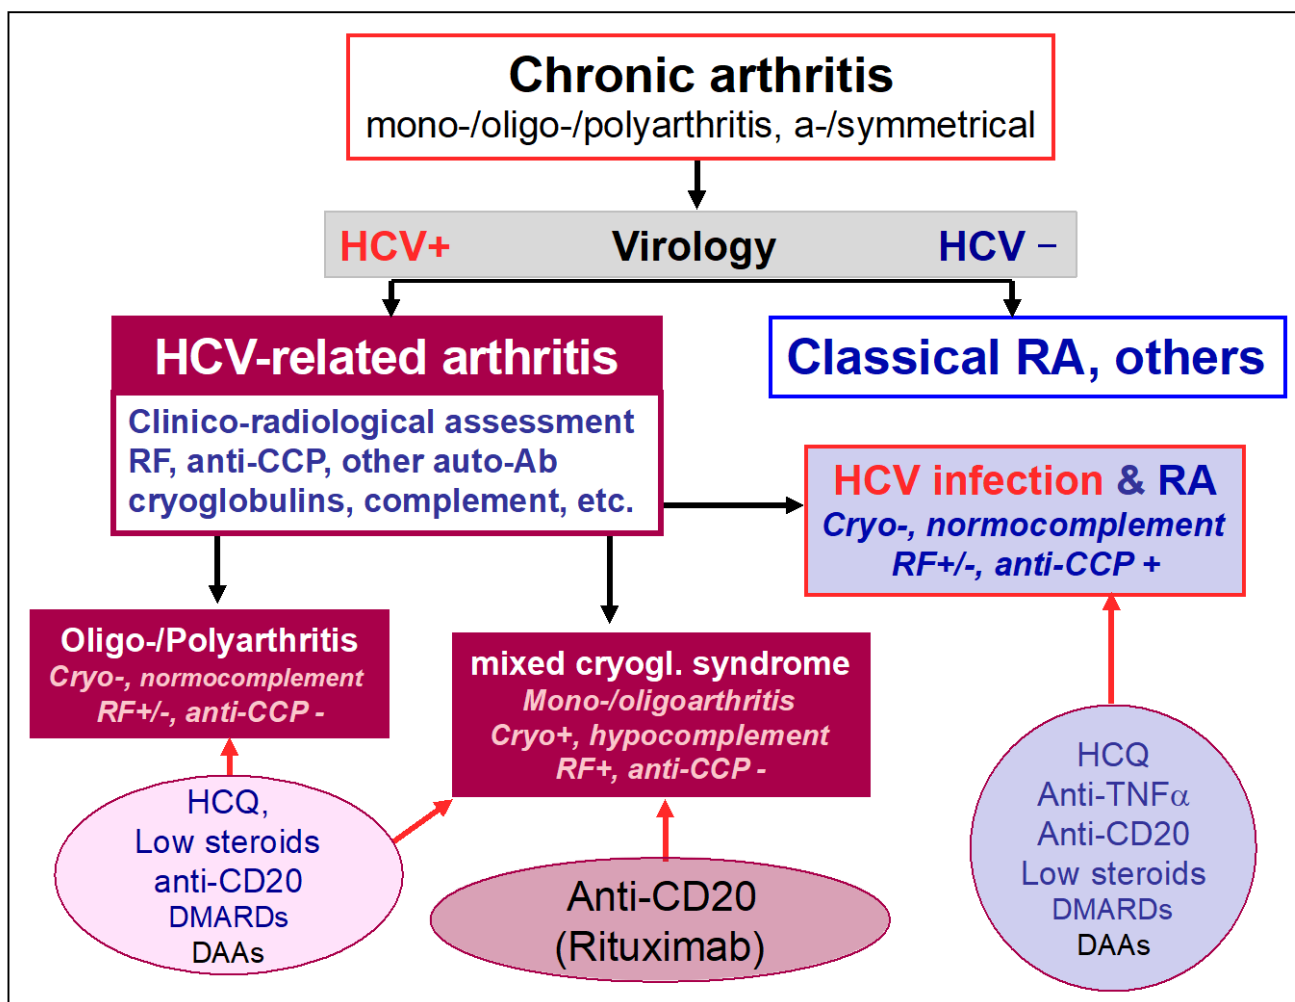 Chronic arthritis
mono-/oligo-/polyarthritis, a-/symmetrical
HCV+ Virology HCV –
HCV-related arthritis
Clinico-radiological assessment
RF, anti-CCP, other auto-Ab
cryoglobulins, complement, etc.
Classical RA, others
HCV infection & RA
Cryo-, normocomplement
RF+/-, anti-CCP +
Oligo-/Polyarthritis
Cryo-, normocomplement
RF+/-, anti-CCP -
mixed cryogl. syndrome
Mono-/oligoarthritis
Cryo+, hypocomplement
RF+, anti-CCP -
HCQ,
Low steroids
anti-CD20
DMARDs
DAAs
Anti-CD20
(Rituximab)
HCQ
Anti-TNFα
Anti-CD20
Low steroids
DMARDs
DAAs